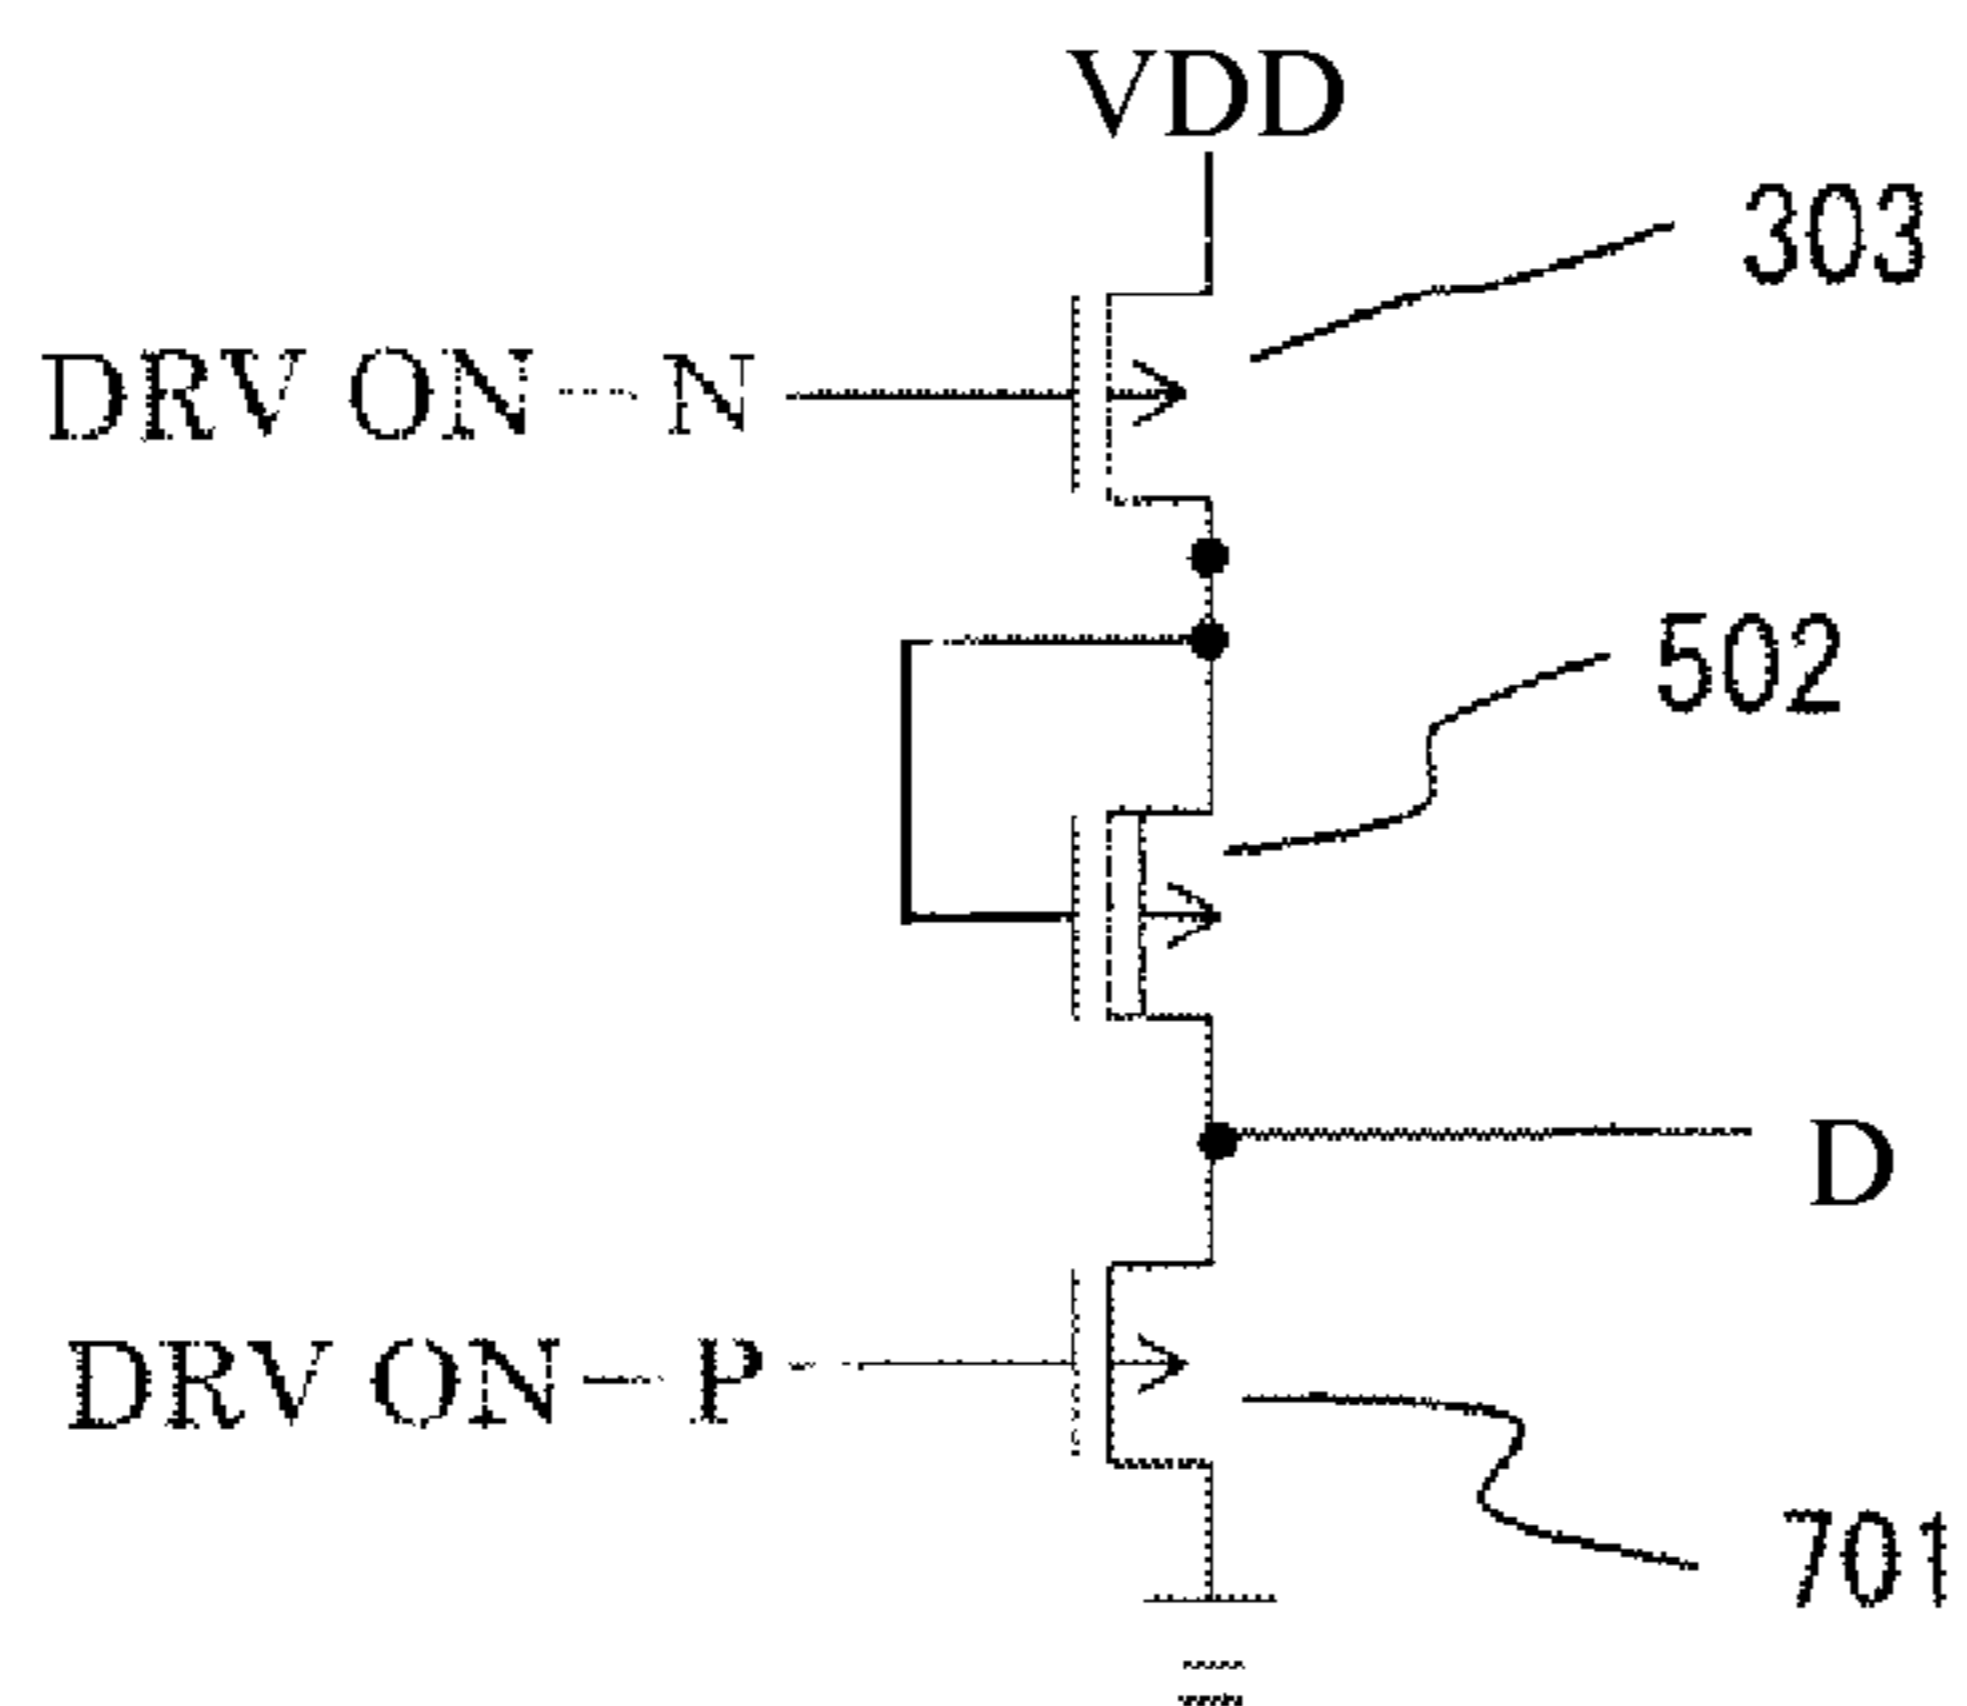 VDD
303
DRV ON — N
502
D
DRV ON — P
701